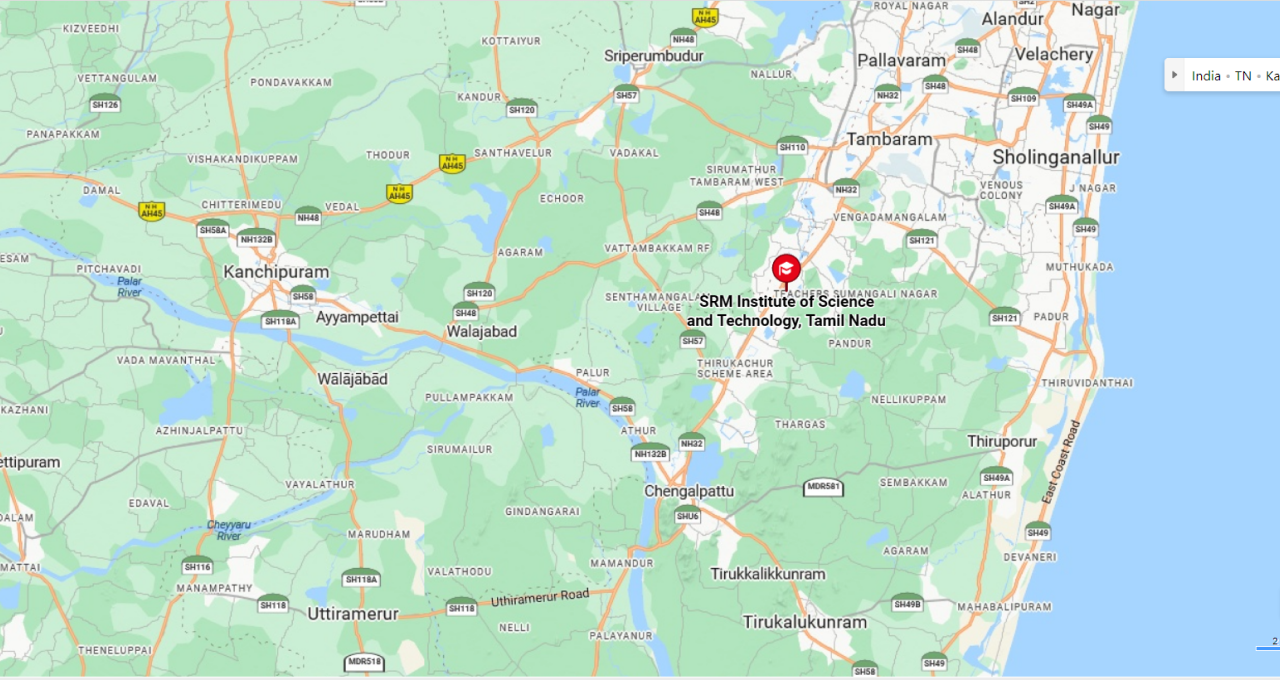 ROYAL NAGAR
SH2
Nagar
NH
AH45
Alandur
KIZVEEDHI
KOTTAIYUR
NH48
SH48
Sriperumbudur
Velachery
Pallavaram
VETTANGULAM
PONDAVAKKAM
NALLUR
India • TN • Ka
SH126
KANDUR
SH57
NH32
SH48
SH109
SH49A
SH120
SH49
PANAPAKKAM
Tambaram
SH110
VISHAKANDIKUPPAM
THODUR
SANTHAVELUR
VADAKAL
Sholinganallur
NH
AH45
SIRUMATHUR
TAMBARAM WEST
DAMAL
NH
AH45
ECHOOR
NH32
VENOUS
COLONY
J NAGAR
CHITTERIMEDU
VEDAL
NH
AH45
NH48
SH48
SH49A
VENGADAMANGALAM
SH58A
NH132B
SH49
SH121
AGARAM
VATTAMBAKKAM RF
ESAM
PITCHAVADI
Kanchipuram
MUTHUKADA
Palar
River
SH58
SH120
SENTHAMANGALA
VILLAGE
TEACHERS SUMANGALI NAGAR
SRM Institute of Science
and Technology, Tamil Nadu
SH48
Ayyampettai
SH118A
Walajabad
SH121
PADUR
SH57
PANDUR
VADA MAVANTHAL
THIRUKACHUR
SCHEME AREA
Wālājābād
PALUR
THIRUVIDANTHAI
PULLAMPAKKAM
Palar
River
SH58
NELLIKUPPAM
KAZHANI
AZHINJALPATTU
ATHUR
THARGAS
SIRUMAILUR
NH132B
NH32
Thiruporur
East Coast Road
ettipuram
VAYALATHUR
Chengalpattu
MDR581
SEMBAKKAM
SH49A
ALATHUR
EDAVAL
GINDANGARAI
SHU6
DALAM
Cheyyaru
River
MARUDHAM
SH49
AGARAM
DEVANERI
MATTAI
SH116
MAMANDUR
VALATHODU
SH118A
Tirukkalikkunram
MANAMPATHY
SH118
Uttiramerur
SH118
Uthiramerur Road
SH49B
MAHABALIPURAM
NELLI
PALAYANUR
Tirukalukunram
THENELUPPAI
MDR518
SH58
SH49
2